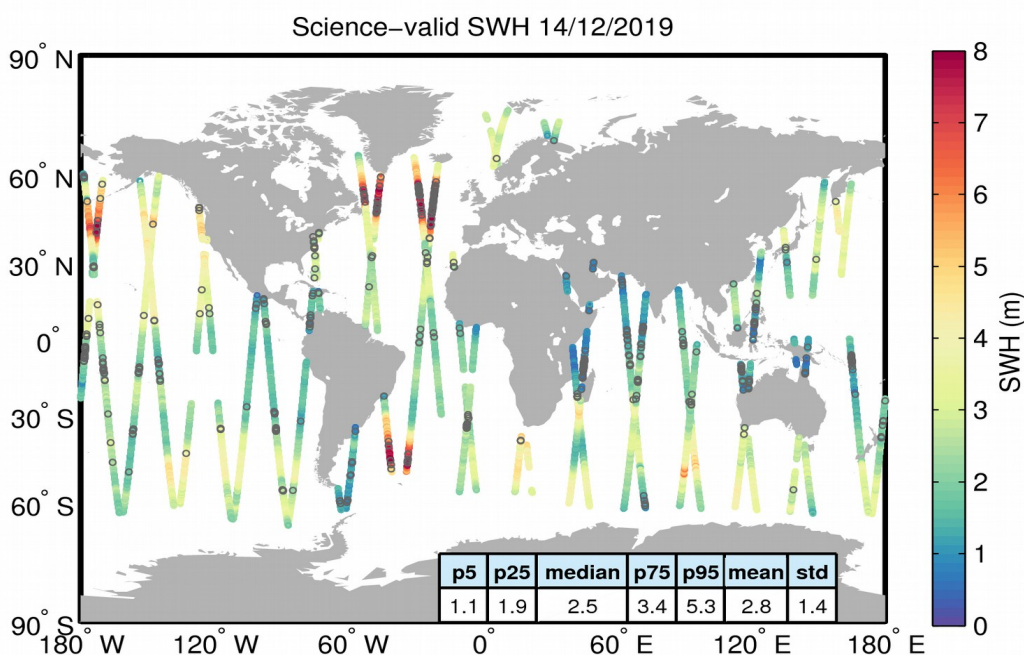 Science−valid SWH 14/12/2019
90° N
60° N
30° N
0°
30° S
60° S
90° S
180° W
120° W
60° W
0°
60° E
120° E
180° E
p5 p25 median p75 p95 mean std
1.1 1.9 2.5 3.4 5.3 2.8 1.4
8
7
6
5
4
3
2
1
0
SWH (m)